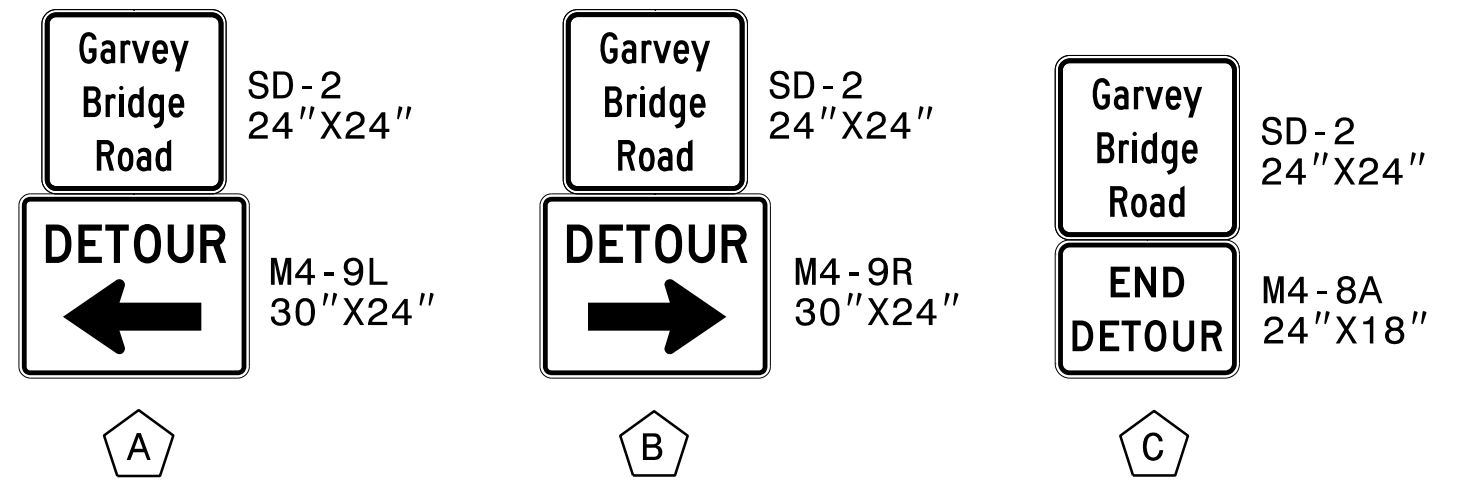 Garvey
Bridge
Road
SD-2
24"X24"
DETOUR
M4-9L
30"X24"
A
Garvey
Bridge
Road
SD-2
24"X24"
DETOUR
M4-9R
30"X24"
B
Garvey
Bridge
Road
SD-2
24"X24"
END
DETOUR
M4-8A
24"X18"
C